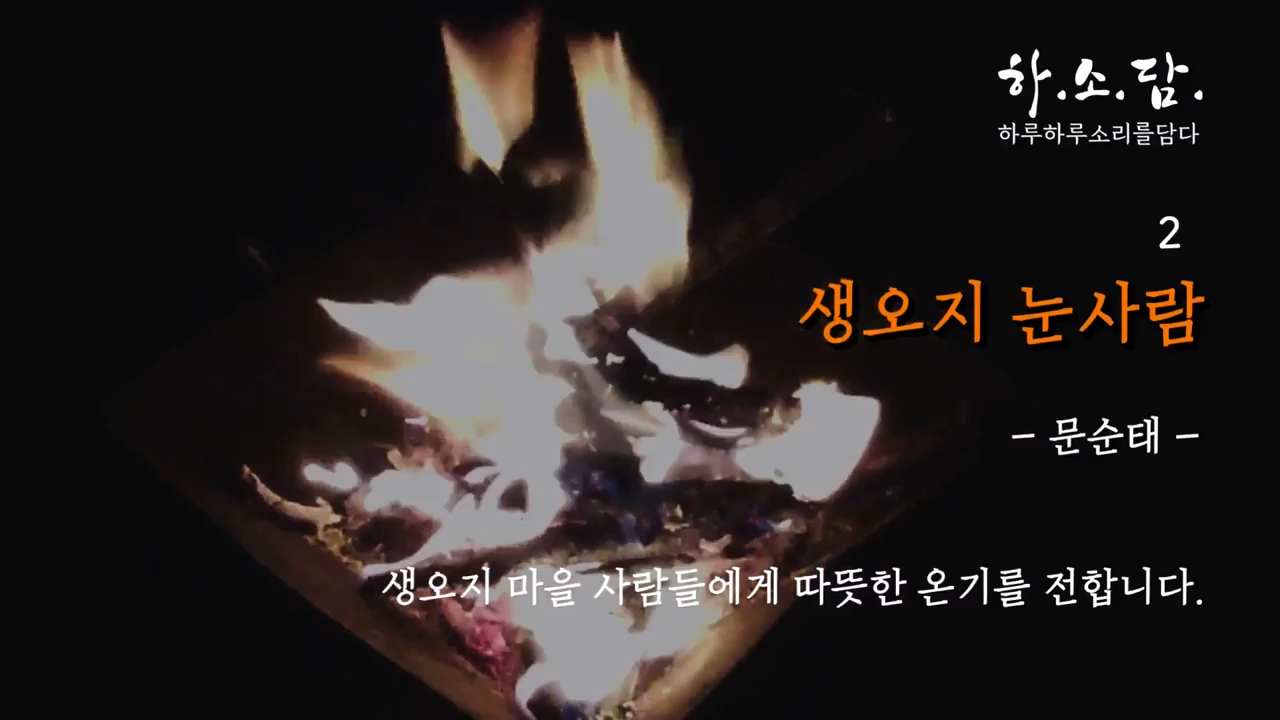 하.소.담.
하루하루소리를담다
2
생오지 눈사람
– 문순태 –
생오지 마을 사람들에게 따뜻한 온기를 전합니다.